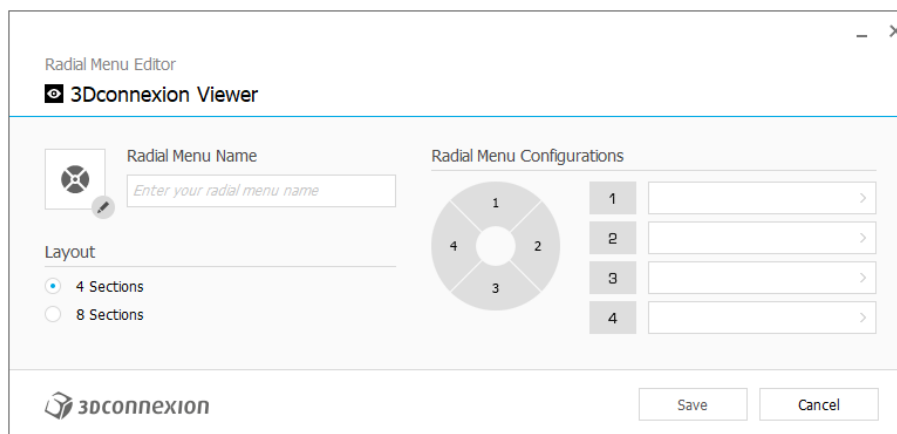 Radial Menu Editor
3Dconnexion Viewer
Radial Menu Name
Enter your radial menu name
Layout
4 Sections
8 Sections
Radial Menu Configurations
1
2
3
4
1
2
3
4
3Dconnexion
Save
Cancel